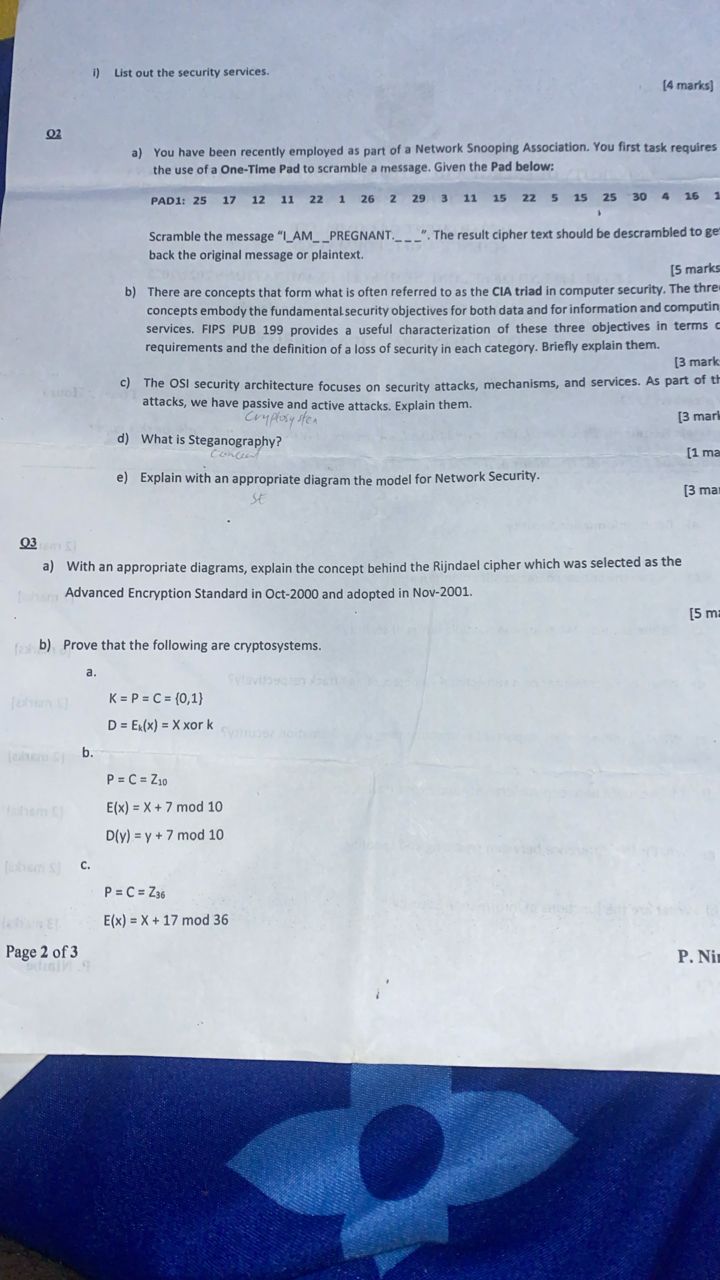 i) List out the security services.
[4 marks]
Q2
a) You have been recently employed as part of a Network Snooping Association. You first task requires
the use of a One-Time Pad to scramble a message. Given the Pad below:
PAD1: 25 17 12 11 22 1 26 2 29 3 11 15 22 5 15 25 30 4 16 1
Scramble the message "I_AM__PREGNANT.___". The result cipher text should be descrambled to ge
back the original message or plaintext.
[5 marks
b) There are concepts that form what is often referred to as the CIA triad in computer security. The thre
concepts embody the fundamental security objectives for both data and for information and computin
services. FIPS PUB 199 provides a useful characterization of these three objectives in terms o
requirements and the definition of a loss of security in each category. Briefly explain them.
[3 mark
c) The OSI security architecture focuses on security attacks, mechanisms, and services. As part of th
attacks, we have passive and active attacks. Explain them.
[3 mark
d) What is Steganography?
[1 ma
e) Explain with an appropriate diagram the model for Network Security.
[3 mar
Q3
a) With an appropriate diagrams, explain the concept behind the Rijndael cipher which was selected as the
Advanced Encryption Standard in Oct-2000 and adopted in Nov-2001.
[5 ma
b) Prove that the following are cryptosystems.
a.
K = P = C = {0,1}
D = Eₖ(x) = X xor k
b.
P = C = Z₁₀
E(x) = X + 7 mod 10
D(y) = y + 7 mod 10
c.
P = C = Z₃₆
E(x) = X + 17 mod 36
Page 2 of 3
P. Nin